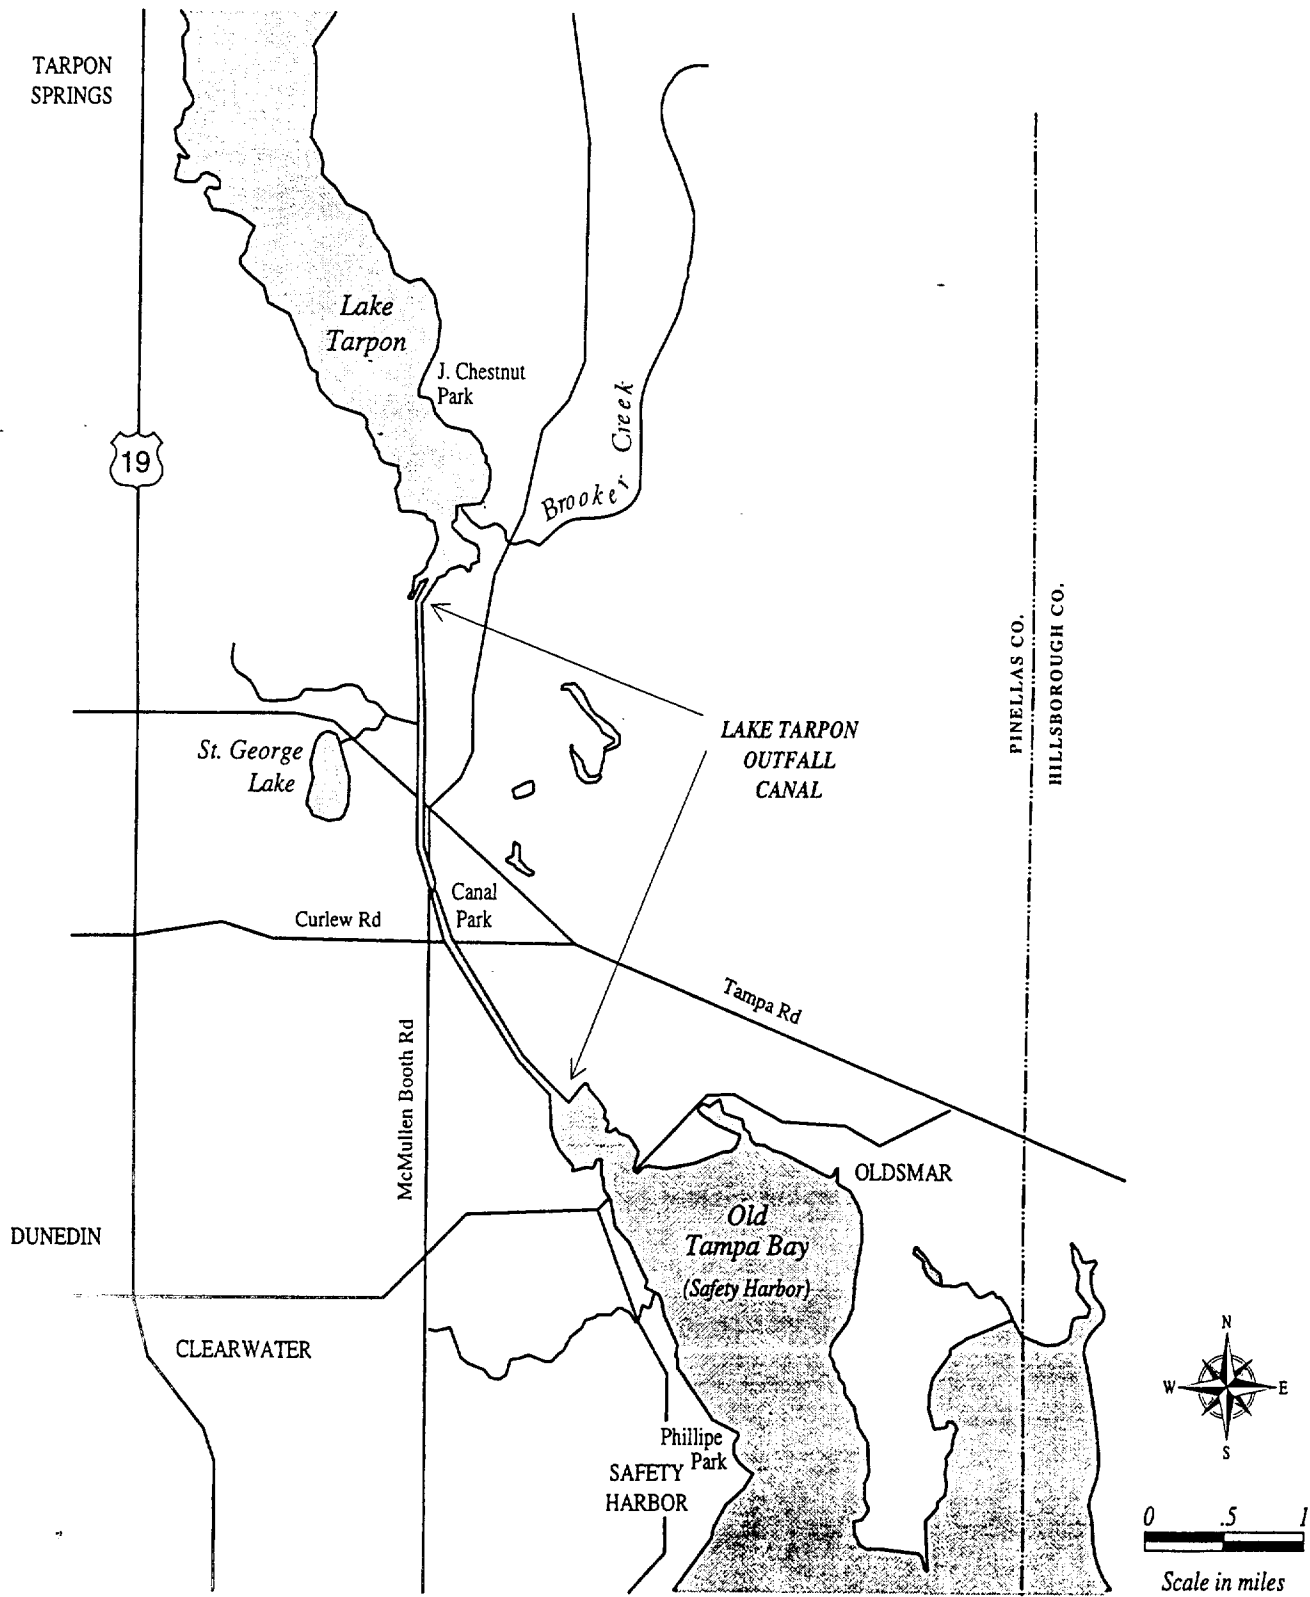 TARPON
SPRINGS
Lake
Tarpon
J. Chestnut
Park
19
Brooker Creek
PINELLAS CO.
HILLSBOROUGH CO.
St. George
Lake
LAKE TARPON
OUTFALL
CANAL
Canal
Park
Curlew Rd
Tampa Rd
McMullen Booth Rd
OLDSMAR
Old
Tampa Bay
(Safety Harbor)
DUNEDIN
CLEARWATER
N
W
E
S
Phillipe
Park
SAFETY
HARBOR
0 .5 1
Scale in miles